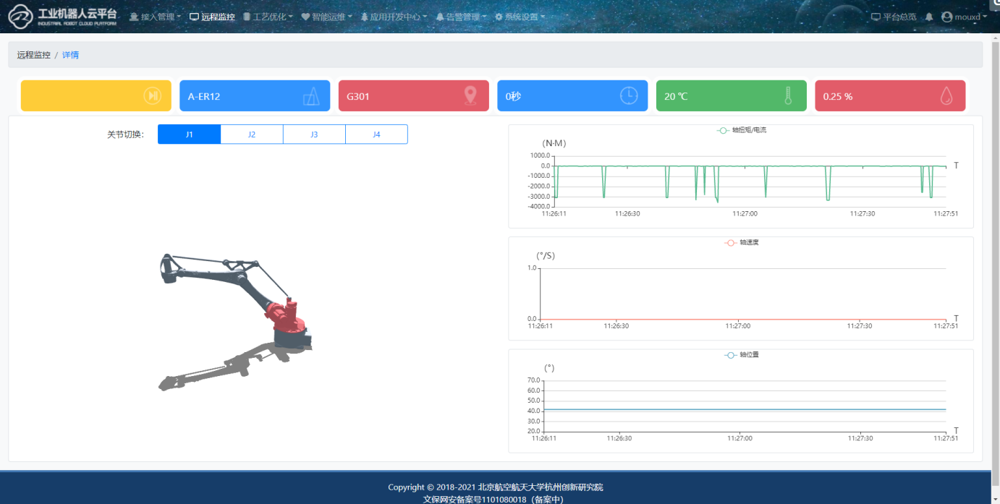 工业机器人云平台
INDUSTRIAL ROBOT CLOUD PLATFORM
接入管理 远程监控 工艺优化 智能运维 应用开发中心 告警管理 系统设置 平台总览 mouxd
远程监控 / 详情
A-ER12 G301 0秒 20 ℃ 0.25 %
关节切换: J1 J2 J3 J4
轴扭矩/电流
(N·M)
1000.0
0.0
-1000.0
-2000.0
-3000.0
-4000.0
T
11:26:11 11:26:30 11:27:00 11:27:30 11:27:51
轴速度
(°/S)
1.0
0.0
T
11:26:11 11:26:30 11:27:00 11:27:30 11:27:51
轴位置
(°)
70.0
60.0
50.0
40.0
30.0
20.0
T
11:26:11 11:26:30 11:27:00 11:27:30 11:27:51
Copyright © 2018-2021 北京航空航天大学杭州创新研究院
文保网安备案号1101080018（备案中）